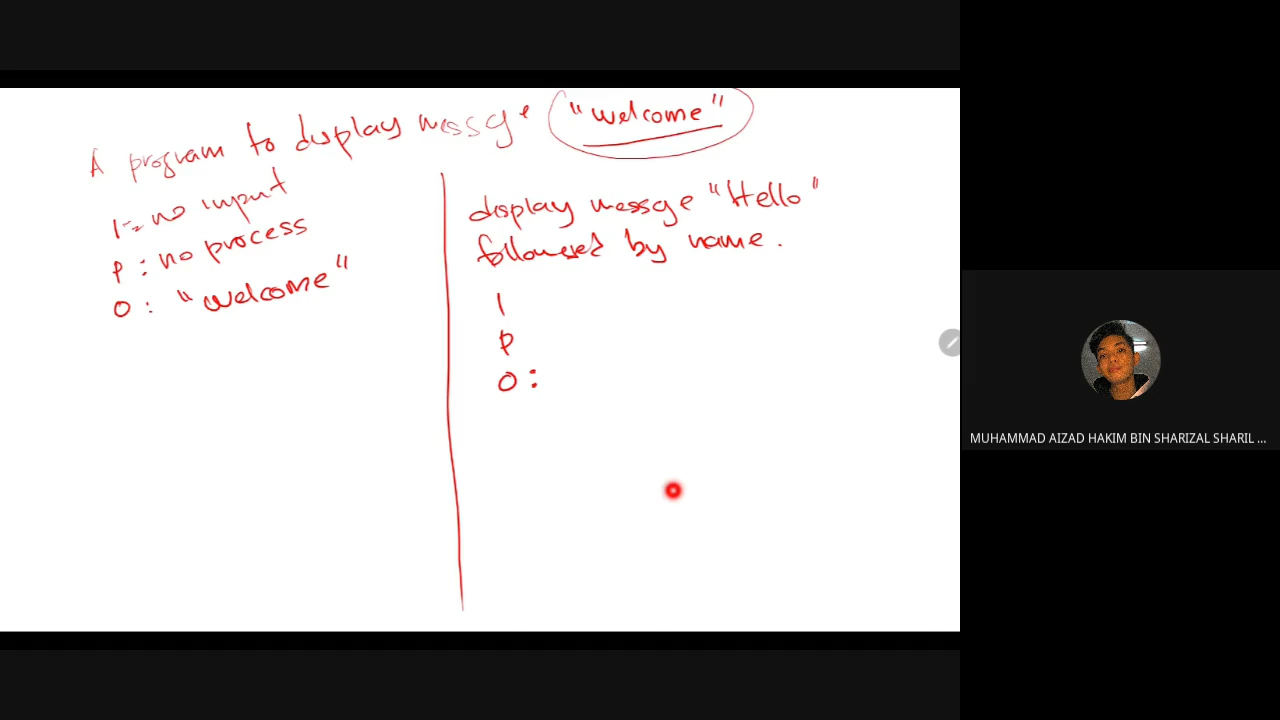 A program to display messge "welcome"
I - no input
P : no process
O : "welcome"
display messge "Hello"
followed by name.
I
P
O :
MUHAMMAD AIZAD HAKIM BIN SHARIZAL SHARIL ...